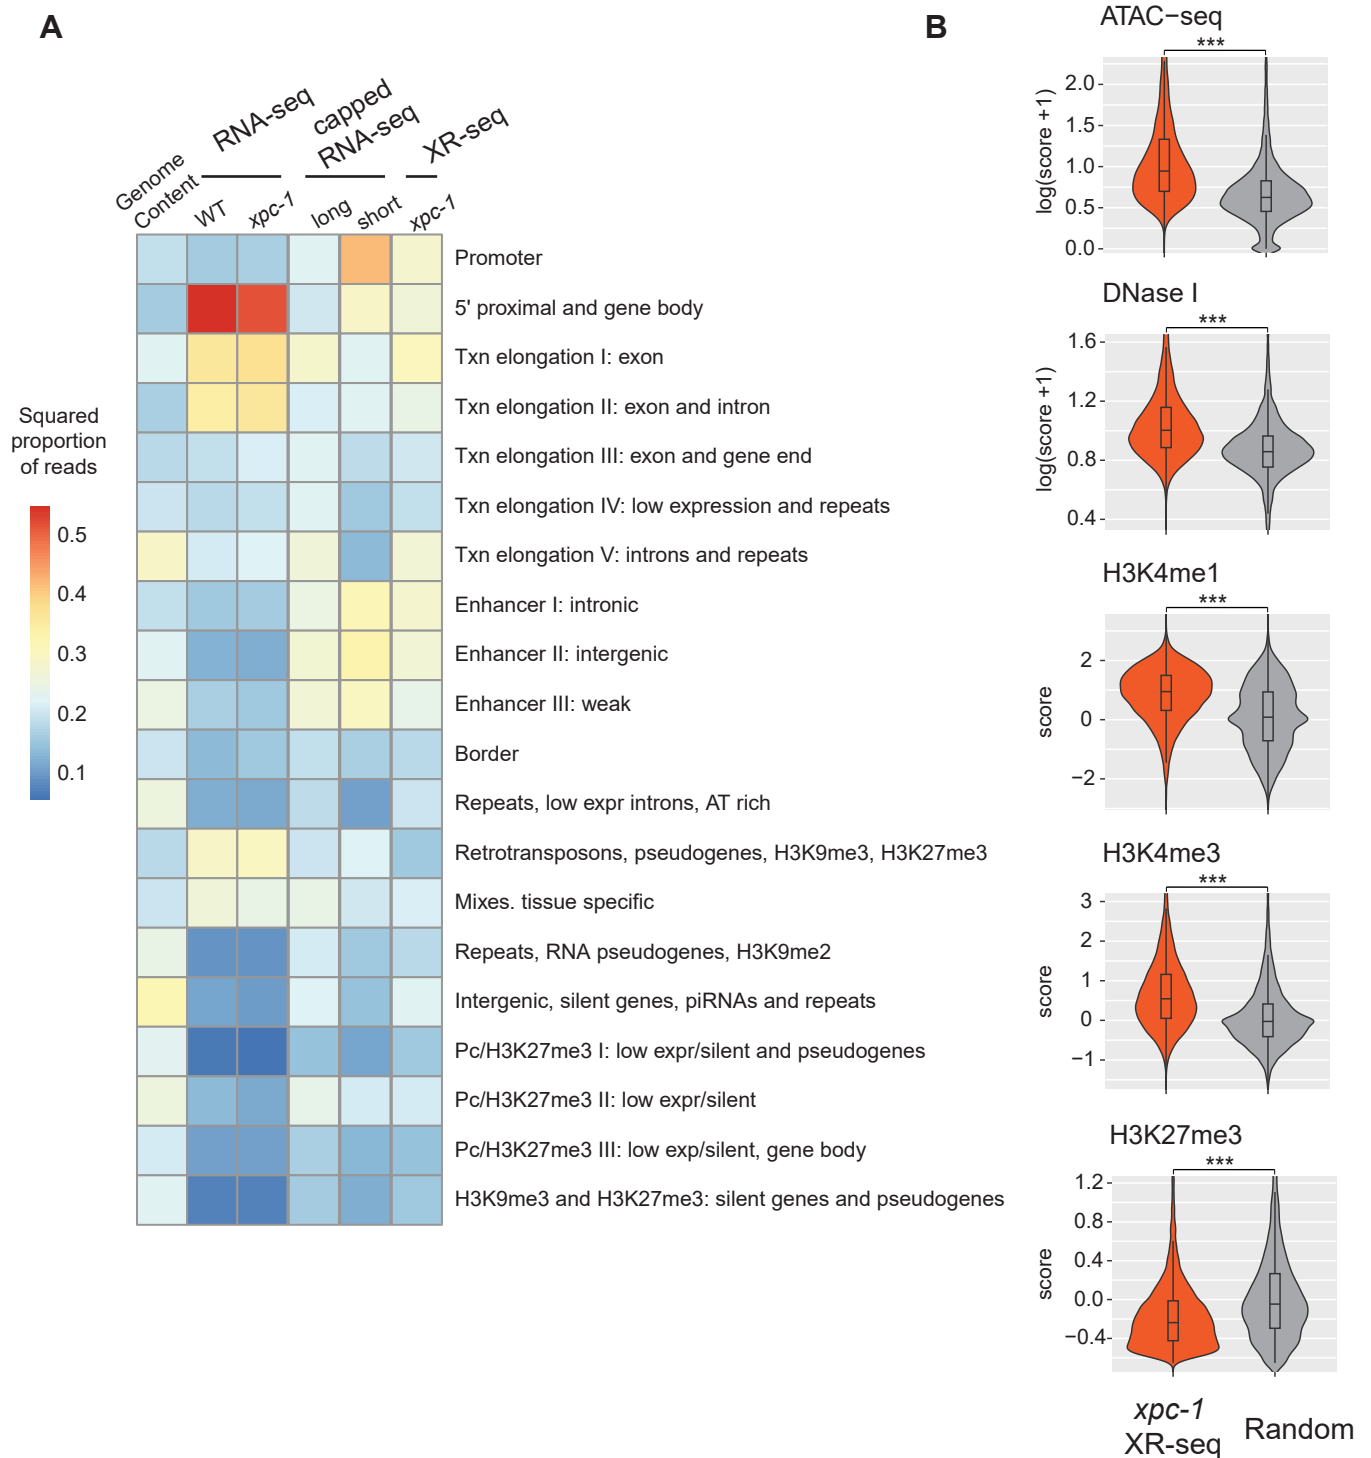 A
Genome
Content
RNA-seq
WT
xpc-1
capped
RNA-seq
long
short
XR-seq
xpc-1
Squared
proportion
of reads
0.5
0.4
0.3
0.2
0.1
Promoter
5' proximal and gene body
Txn elongation I: exon
Txn elongation II: exon and intron
Txn elongation III: exon and gene end
Txn elongation IV: low expression and repeats
Txn elongation V: introns and repeats
Enhancer I: intronic
Enhancer II: intergenic
Enhancer III: weak
Border
Repeats, low expr introns, AT rich
Retrotransposons, pseudogenes, H3K9me3, H3K27me3
Mixes. tissue specific
Repeats, RNA pseudogenes, H3K9me2
Intergenic, silent genes, piRNAs and repeats
Pc/H3K27me3 I: low expr/silent and pseudogenes
Pc/H3K27me3 II: low expr/silent
Pc/H3K27me3 III: low exp/silent, gene body
H3K9me3 and H3K27me3: silent genes and pseudogenes
B
ATAC−seq
***
log(score +1)
2.0
1.5
1.0
0.5
0.0
DNase I
***
log(score +1)
1.6
1.2
0.8
0.4
H3K4me1
***
score
2
0
−2
H3K4me3
***
score
3
2
1
0
−1
H3K27me3
***
score
1.2
0.8
0.4
0.0
−0.4
xpc-1
XR-seq
Random